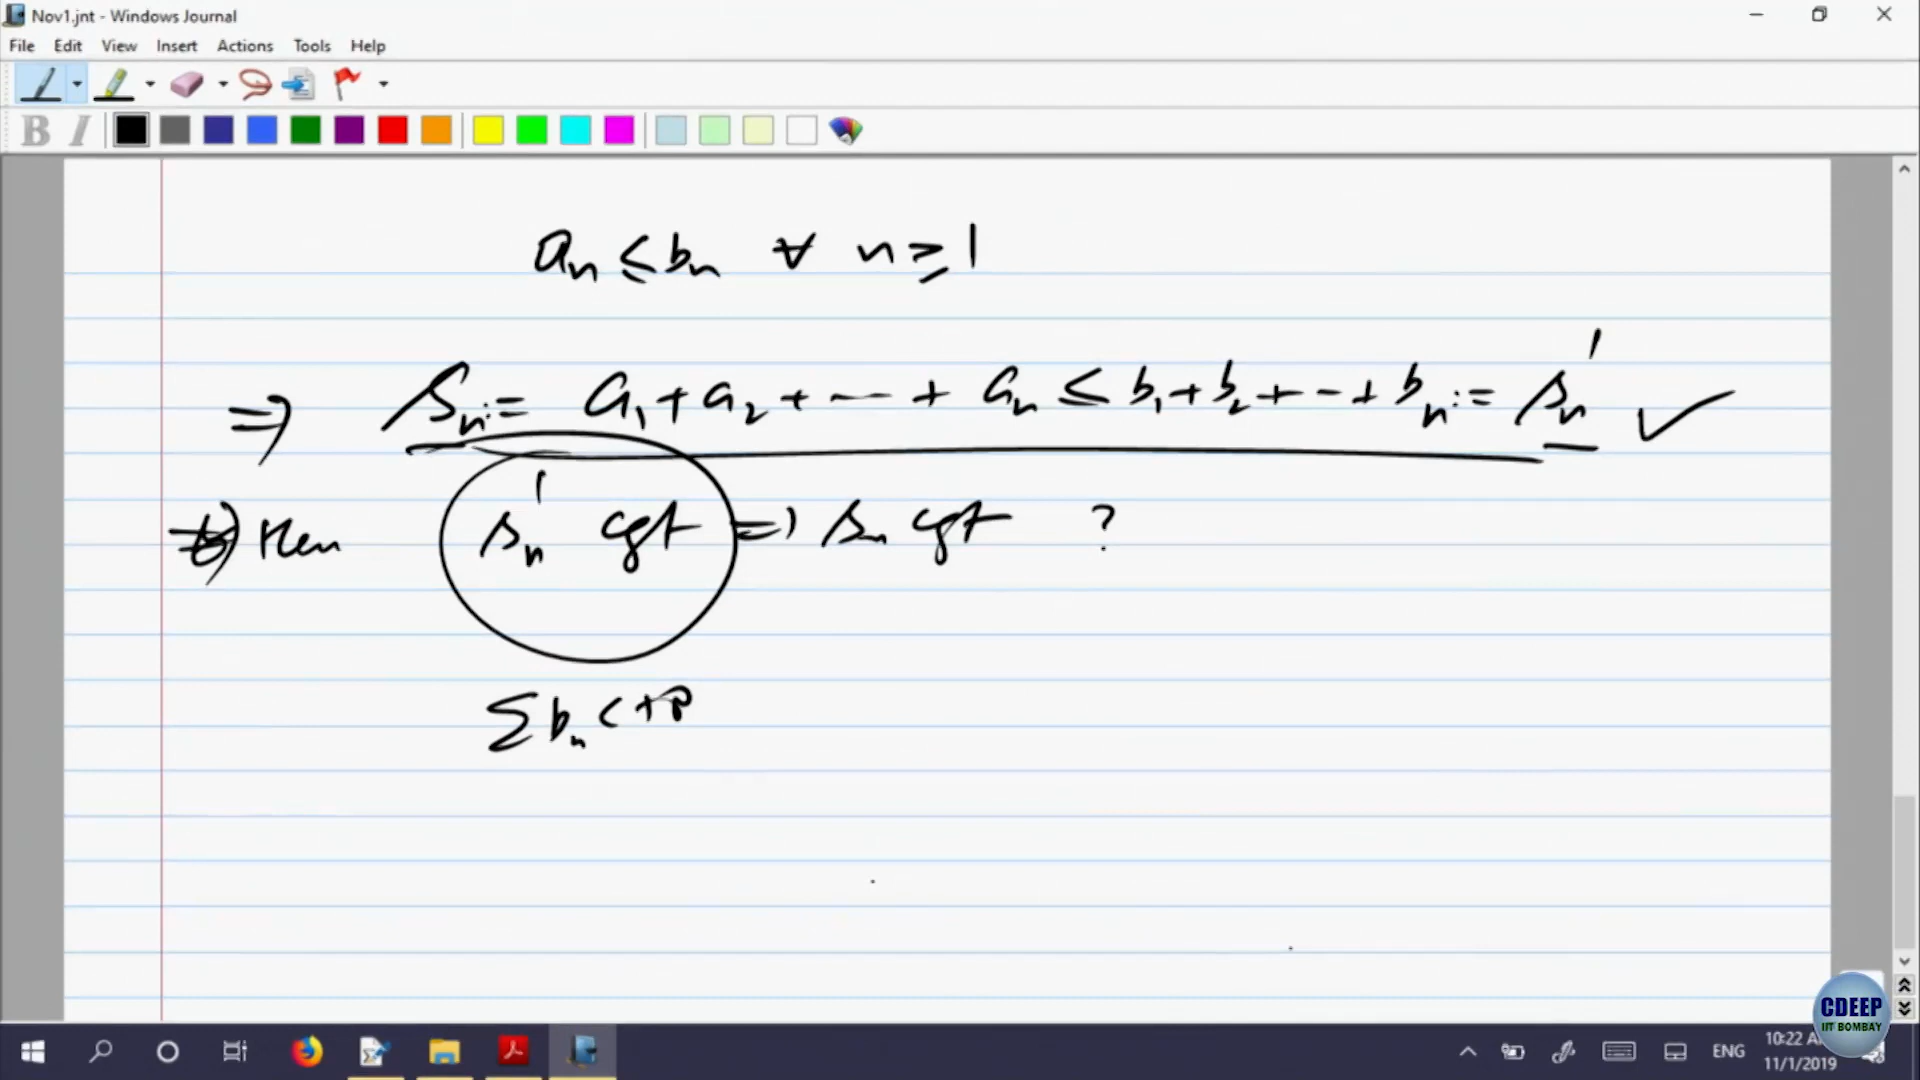 Nov1.jnt - Windows Journal
File Edit View Insert Actions Tools Help
B I
aₙ ≤ bₙ ∀ n ≥ 1
⇒ sₙ := a₁ + a₂ + --- + aₙ ≤ b₁ + b₂ + -- + bₙ := sₙ' ✓
Then sₙ' cgt ⇒ sₙ cgt ?
Σ bₙ < +
CDEEP
IIT BOMBAY
ENG
10:22
11/1/2019